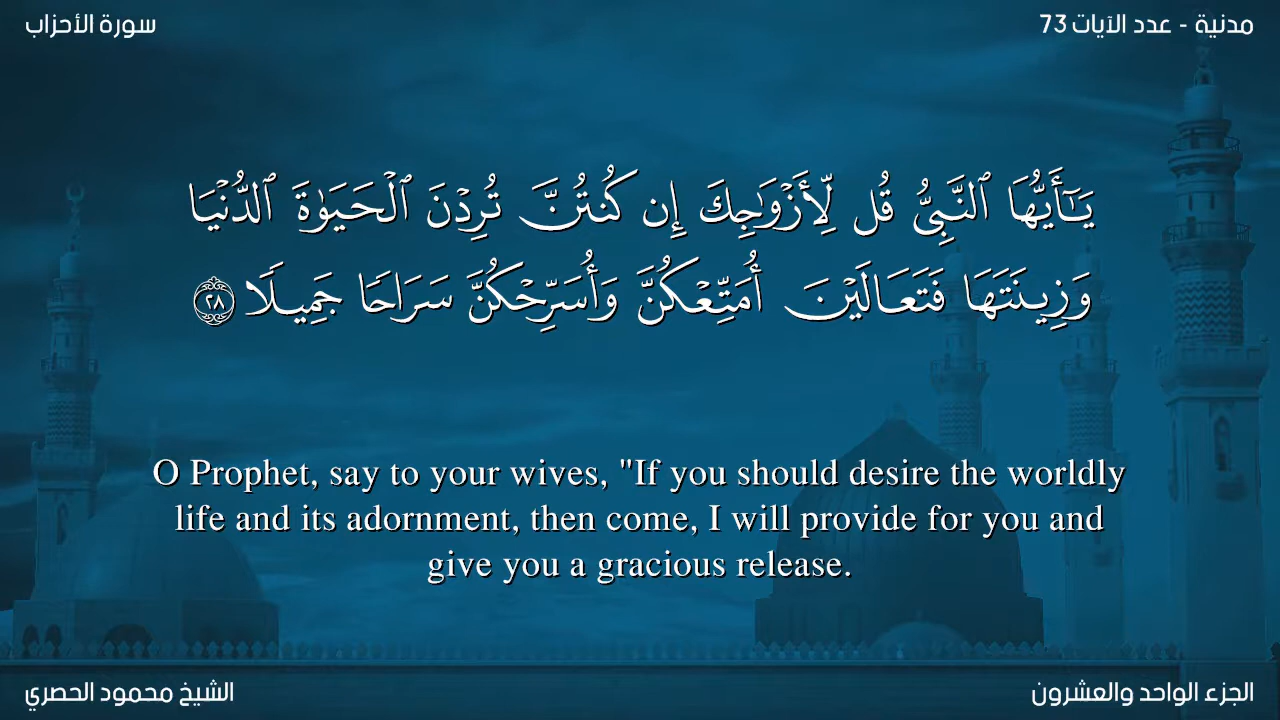 مدنية - عدد الآيات 73
سورة الأحزاب
يَـٰٓأَيُّهَا ٱلنَّبِىُّ قُل لِّأَزْوَٰجِكَ إِن كُنتُنَّ تُرِدْنَ ٱلْحَيَوٰةَ ٱلدُّنْيَا
وَزِينَتَهَا فَتَعَالَيْنَ أُمَتِّعْكُنَّ وَأُسَرِّحْكُنَّ سَرَاحًا جَمِيلًا ٢٨
O Prophet, say to your wives, "If you should desire the worldly
life and its adornment, then come, I will provide for you and
give you a gracious release.
الجزء الواحد والعشرون
الشيخ محمود الحصري